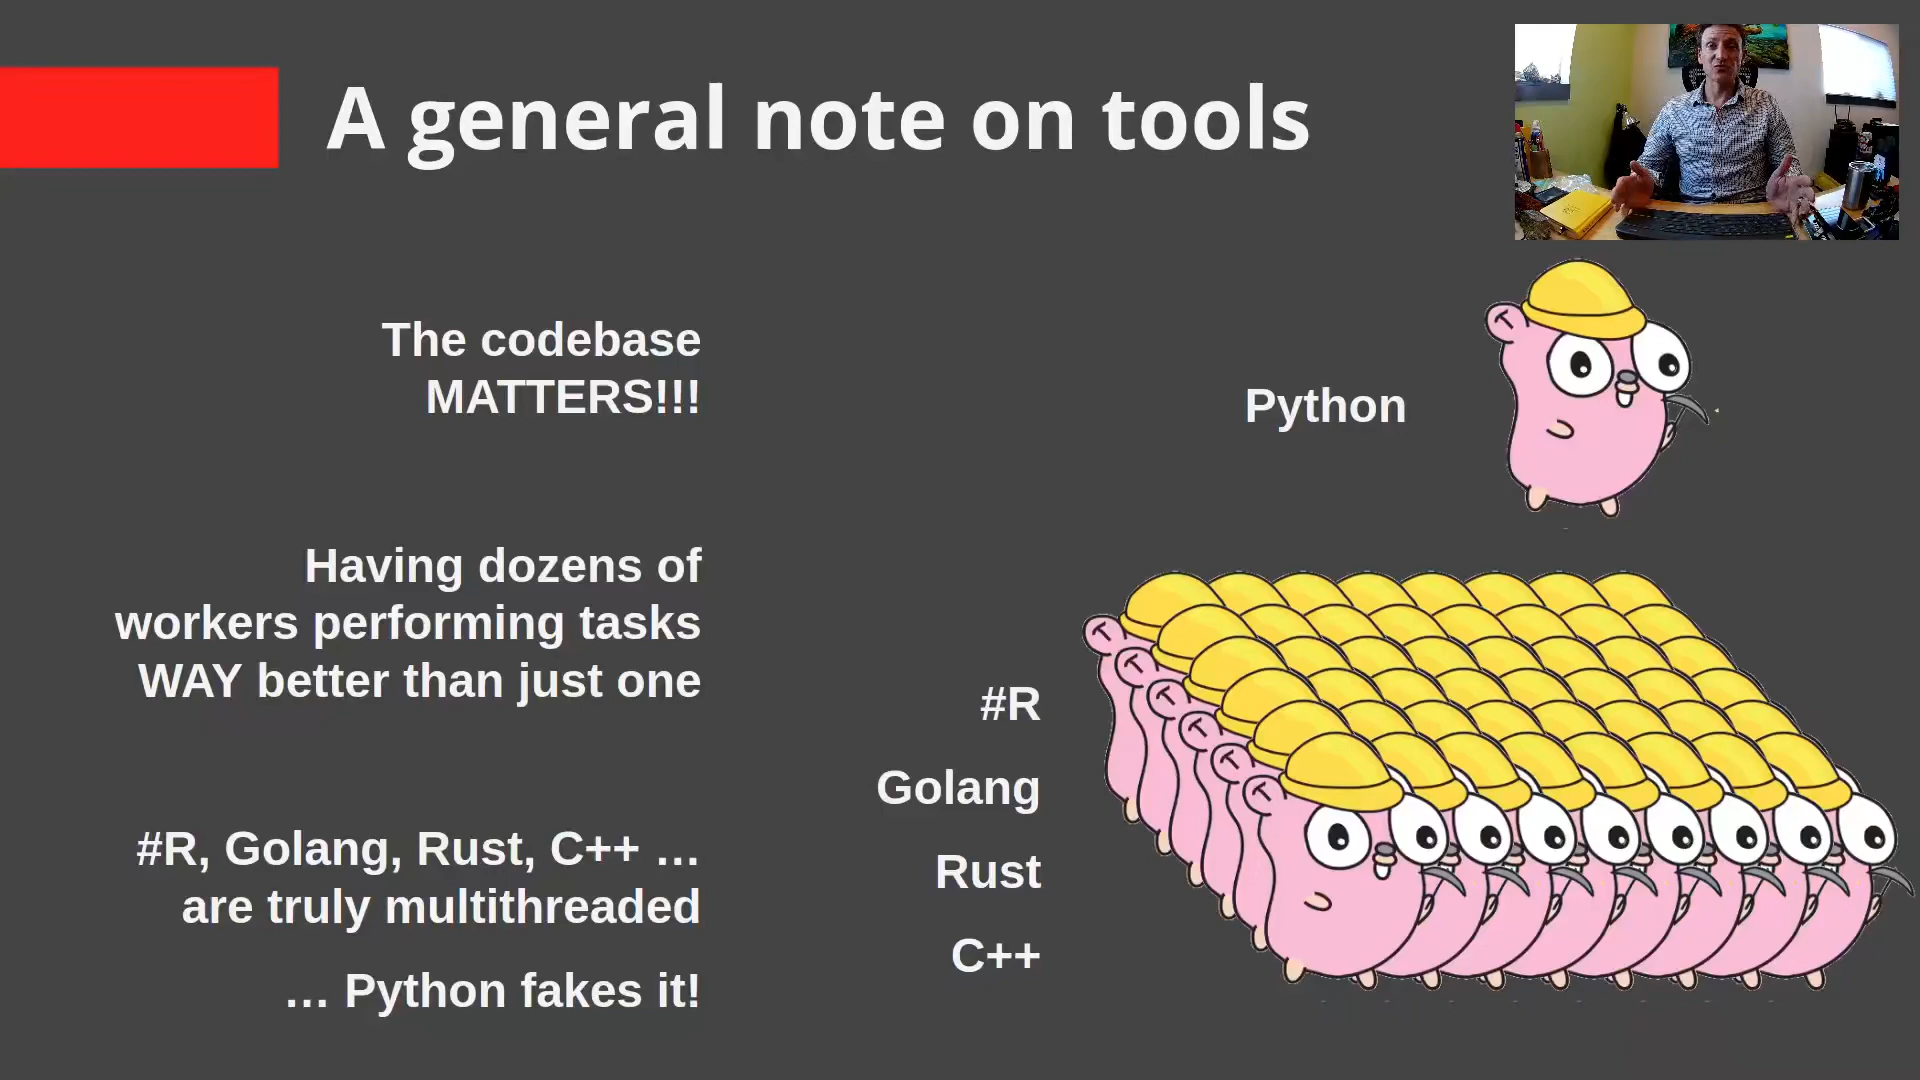 A general note on tools
The codebase
MATTERS!!!
Having dozens of
workers performing tasks
WAY better than just one
#R, Golang, Rust, C++ …
are truly multithreaded
… Python fakes it!
Python
#R
Golang
Rust
C++